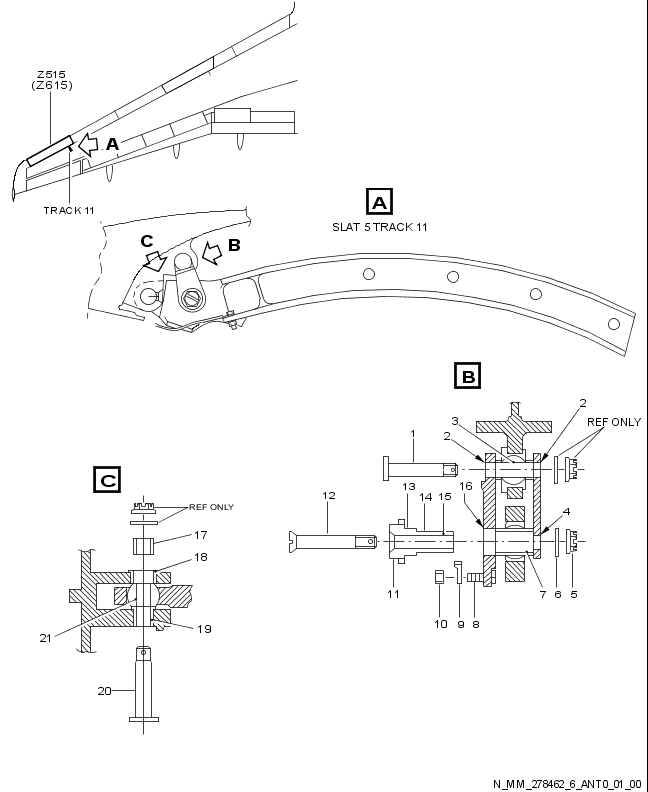 Z515
(Z615)
A
TRACK 11
A
SLAT 5 TRACK 11
C
B
B
2
3
REF ONLY
1
2
16
4
13
12
14
15
11
7
6
5
10
9
8
C
REF ONLY
17
18
21
19
20
N_MM_278462_6_ANT0_01_00